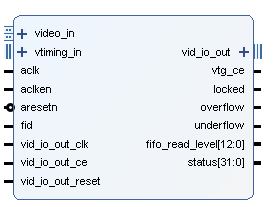 video_in
vtiming_in vid_io_out
aclk vtg_ce
aclken locked
aresetn overflow
fid underflow
vid_io_out_clk fifo_read_level[12:0]
vid_io_out_ce status[31:0]
vid_io_out_reset